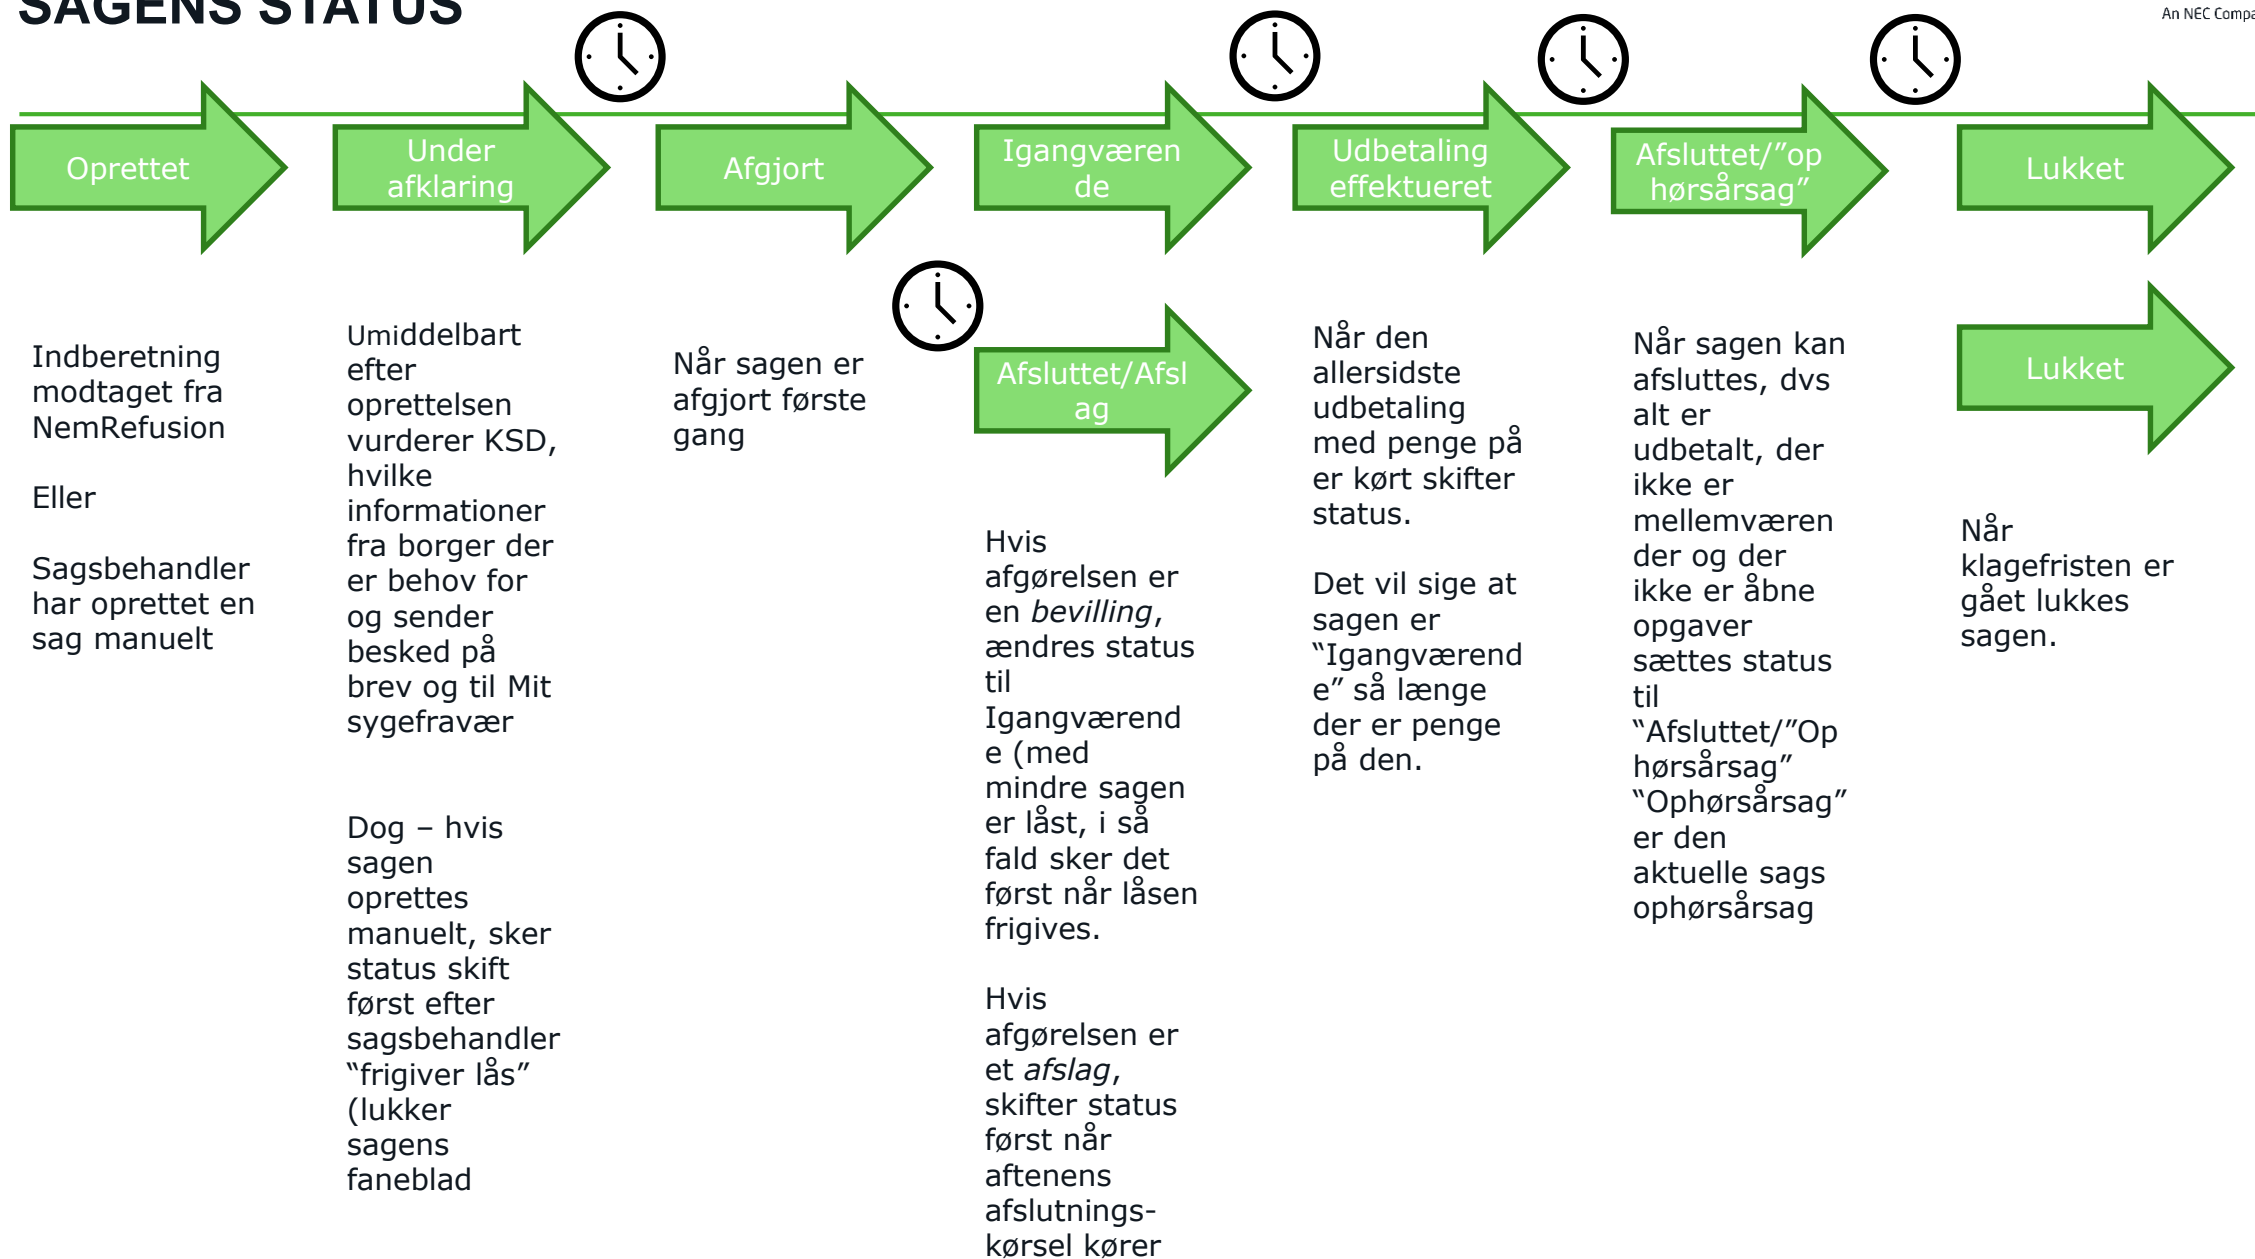 SAGENS STATUS
An NEC Compa
Oprettet
Under
afklaring
Afgjort
Igangværen
de
Udbetaling
effektueret
Afsluttet/”op
hørsårsag”
Lukket
Afsluttet/Afsl
ag
Lukket
Indberetning
modtaget fra
NemRefusion
Eller
Sagsbehandler
har oprettet en
sag manuelt
Umiddelbart
efter
oprettelsen
vurderer KSD,
hvilke
informationer
fra borger der
er behov for
og sender
besked på
brev og til Mit
sygefravær
Dog – hvis
sagen
oprettes
manuelt, sker
status skift
først efter
sagsbehandler
“frigiver lås”
(lukker
sagens
faneblad
Når sagen er
afgjort første
gang
Hvis
afgørelsen er
en bevilling,
ændres status
til
Igangværend
e (med
mindre sagen
er låst, i så
fald sker det
først når låsen
frigives.
Hvis
afgørelsen er
et afslag,
skifter status
først når
aftenens
afslutnings-
kørsel kører
Når den
allersidste
udbetaling
med penge på
er kørt skifter
status.
Det vil sige at
sagen er
“Igangværend
e” så længe
der er penge
på den.
Når sagen kan
afsluttes, dvs
alt er
udbetalt, der
ikke er
mellemværen
der og der
ikke er åbne
opgaver
sættes status
til
“Afsluttet/”Op
hørsårsag”
“Ophørsårsag”
er den
aktuelle sags
ophørsårsag
Når
klagefristen er
gået lukkes
sagen.